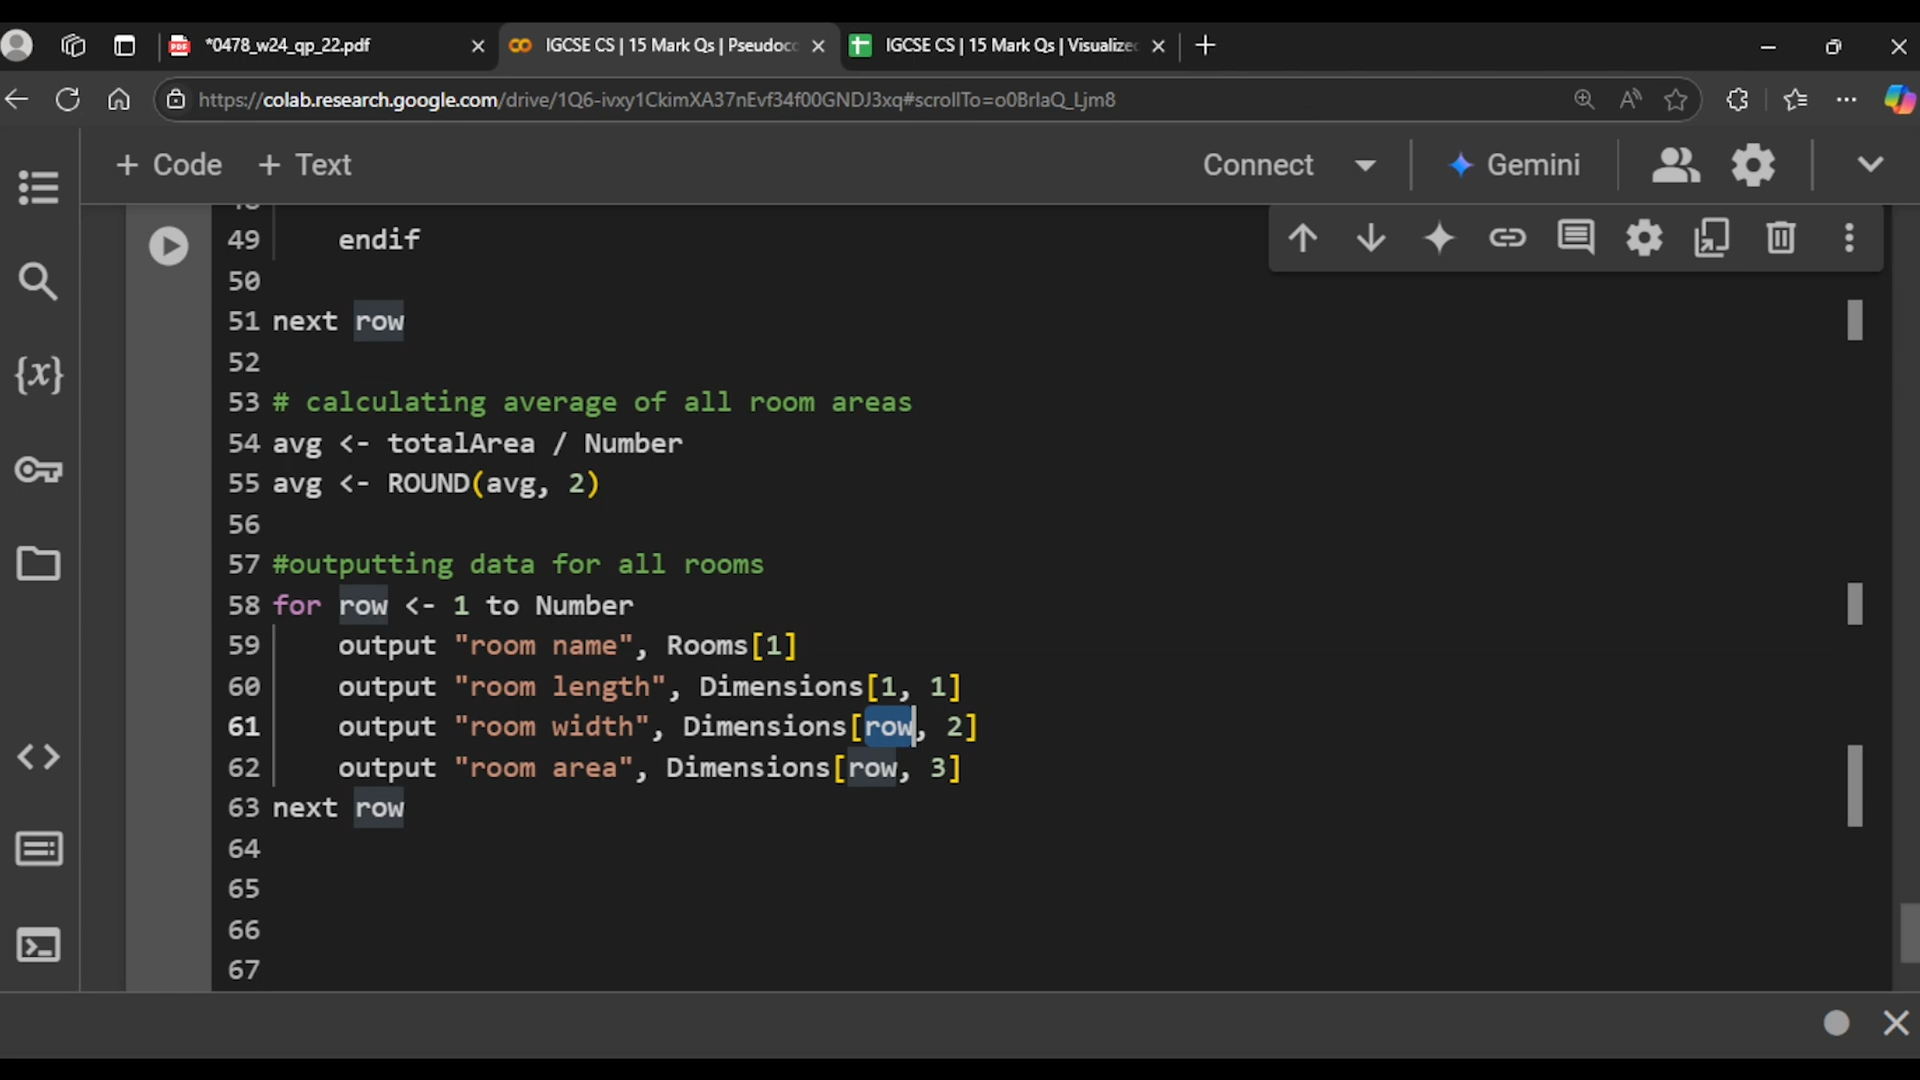 *0478_w24_qp_22.pdf
IGCSE CS | 15 Mark Qs | Pseudoco
IGCSE CS | 15 Mark Qs | Visualize
https://colab.research.google.com/drive/1Q6-ivxy1CkimXA37nEvf34f00GNDJ3xq#scrollTo=o0BrlaQ_Ljm8
+ Code + Text
Connect
Gemini
49 endif
50
51 next row
52
53 # calculating average of all room areas
54 avg <- totalArea / Number
55 avg <- ROUND(avg, 2)
56
57 #outputting data for all rooms
58 for row <- 1 to Number
59 output "room name", Rooms[1]
60 output "room length", Dimensions[1, 1]
61 output "room width", Dimensions[row, 2]
62 output "room area", Dimensions[row, 3]
63 next row
64
65
66
67